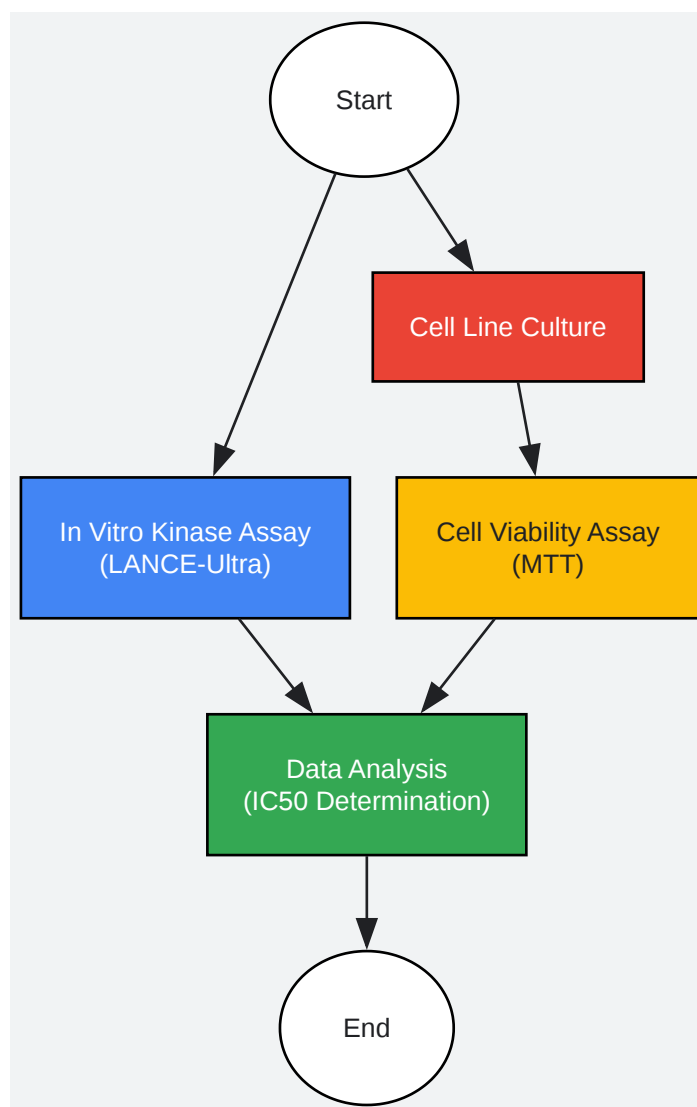 Start
Cell Line Culture
In Vitro Kinase Assay
(LANCE-Ultra)
Cell Viability Assay
(MTT)
Data Analysis
(IC50 Determination)
End